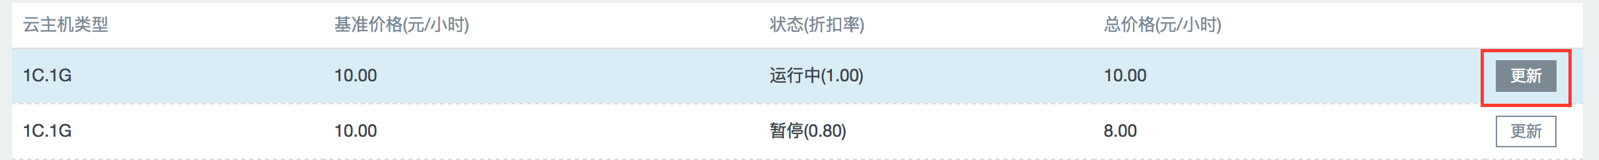 云主机类型 基准价格(元/小时) 状态(折扣率) 总价格(元/小时)
1C.1G 10.00 运行中(1.00) 10.00 更新
1C.1G 10.00 暂停(0.80) 8.00 更新